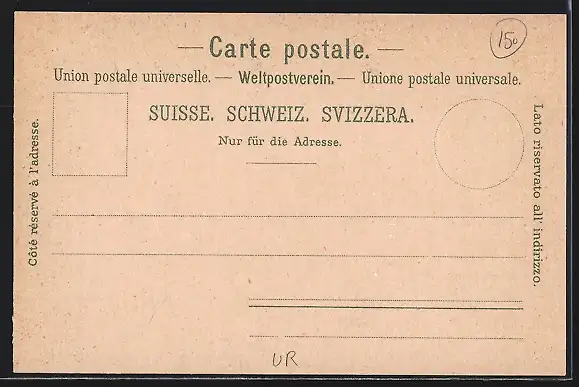 150
— Carte postale. —
Union postale universelle. — Weltpostverein. — Unione postale universale.
SUISSE. SCHWEIZ. SVIZZERA.
Nur für die Adresse.
Côté réservé à l'adresse.
Lato riservato all' indirizzo.
UR